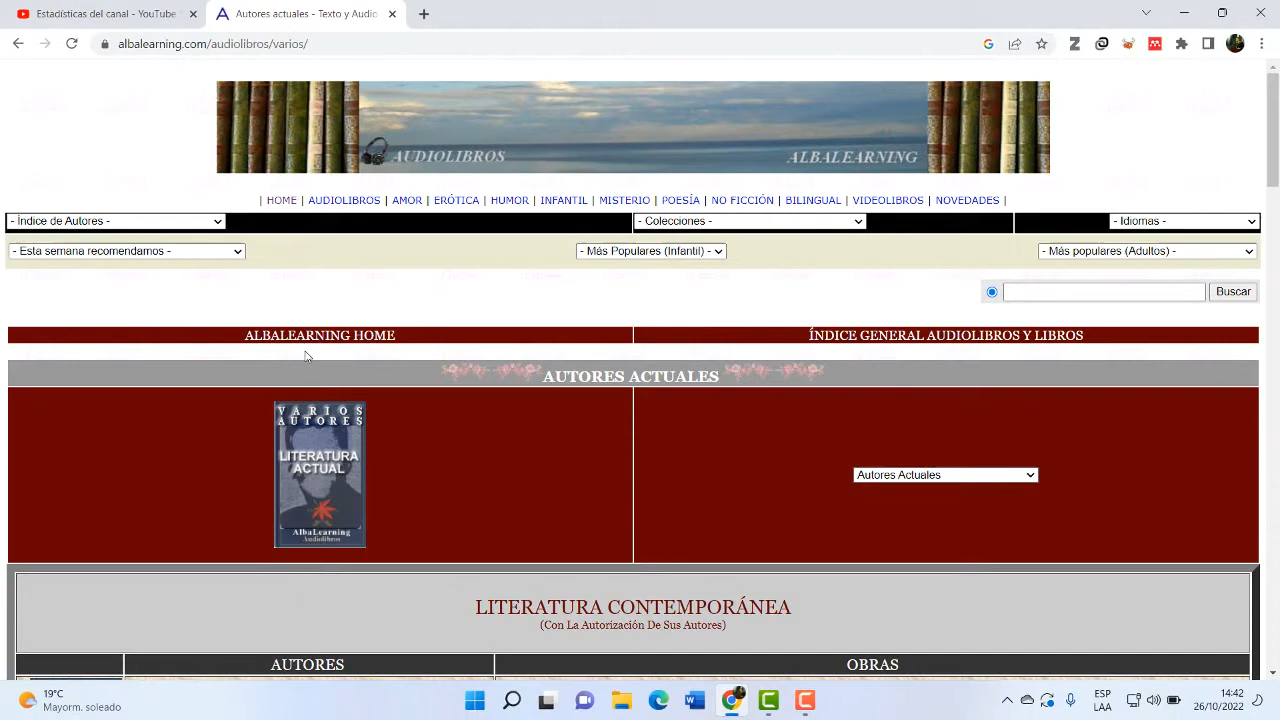 Estadísticas del canal - YouTube
Autores actuales - Texto y Audio
albalearning.com/audiolibros/varios/
AUDIOLIBROS
ALBALEARNING
| HOME | AUDIOLIBROS | AMOR | ERÓTICA | HUMOR | INFANTIL | MISTERIO | POESÍA | NO FICCIÓN | BILINGUAL | VIDEOLIBROS | NOVEDADES |
- Índice de Autores -
- Colecciones -
- Idiomas -
- Esta semana recomendamos -
- Más Populares (Infantil) -
- Más populares (Adultos) -
Buscar
ALBALEARNING HOME
ÍNDICE GENERAL AUDIOLIBROS Y LIBROS
AUTORES ACTUALES
VARIOS
AUTORES
LITERATURA
ACTUAL
AlbaLearning
Audiolibros
Autores Actuales
LITERATURA CONTEMPORÁNEA
(Con La Autorización De Sus Autores)
AUTORES
OBRAS
19°C
Mayorm. soleado
ESP
LAA
14:42
26/10/2022